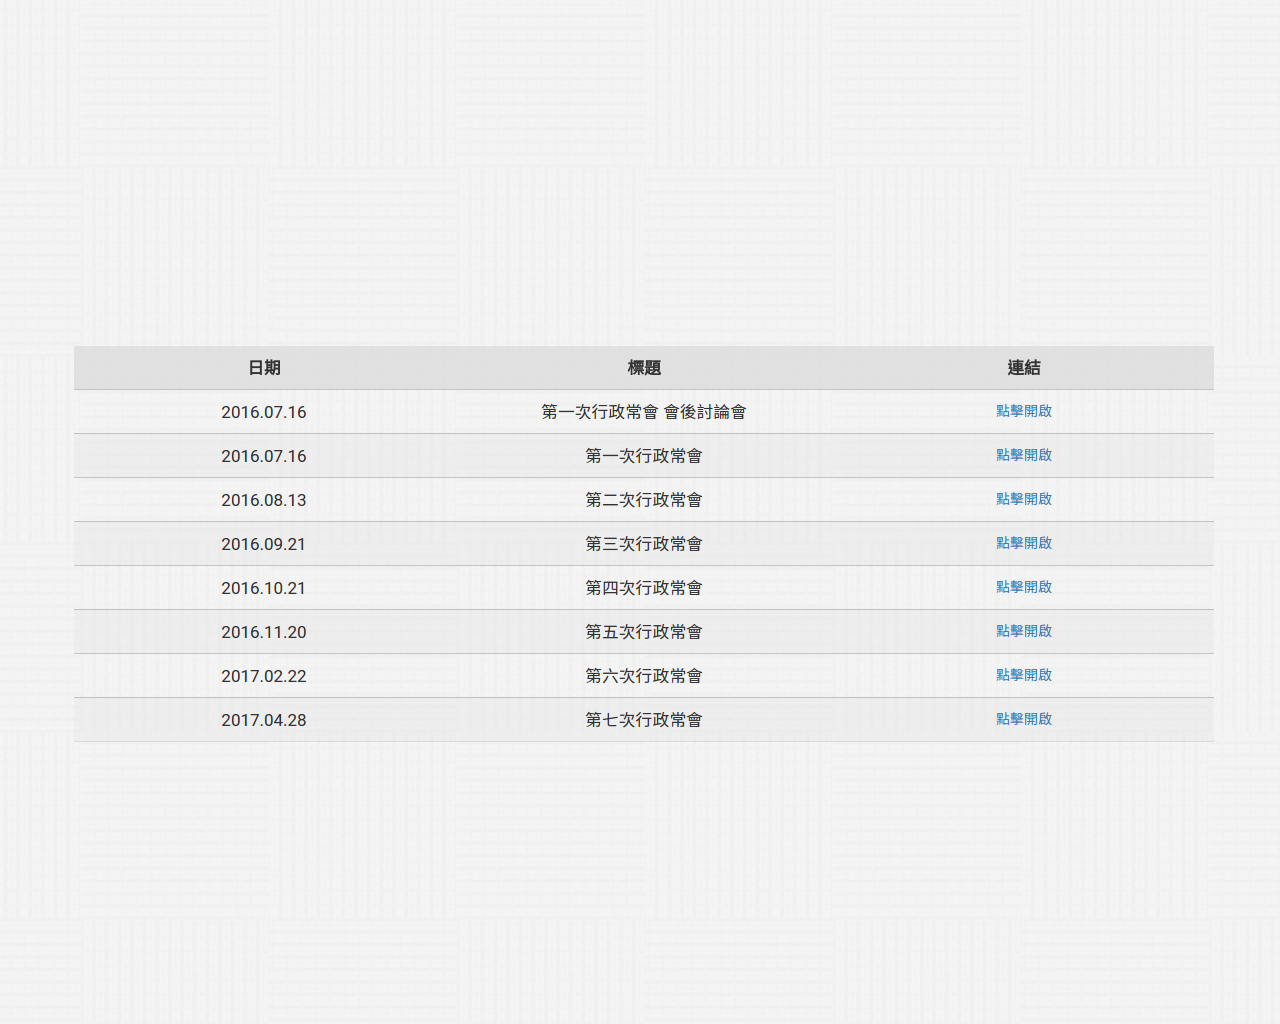 日期 標題 連結
2016.07.16 第一次行政常會 會後討論會 點擊開啟
2016.07.16 第一次行政常會 點擊開啟
2016.08.13 第二次行政常會 點擊開啟
2016.09.21 第三次行政常會 點擊開啟
2016.10.21 第四次行政常會 點擊開啟
2016.11.20 第五次行政常會 點擊開啟
2017.02.22 第六次行政常會 點擊開啟
2017.04.28 第七次行政常會 點擊開啟